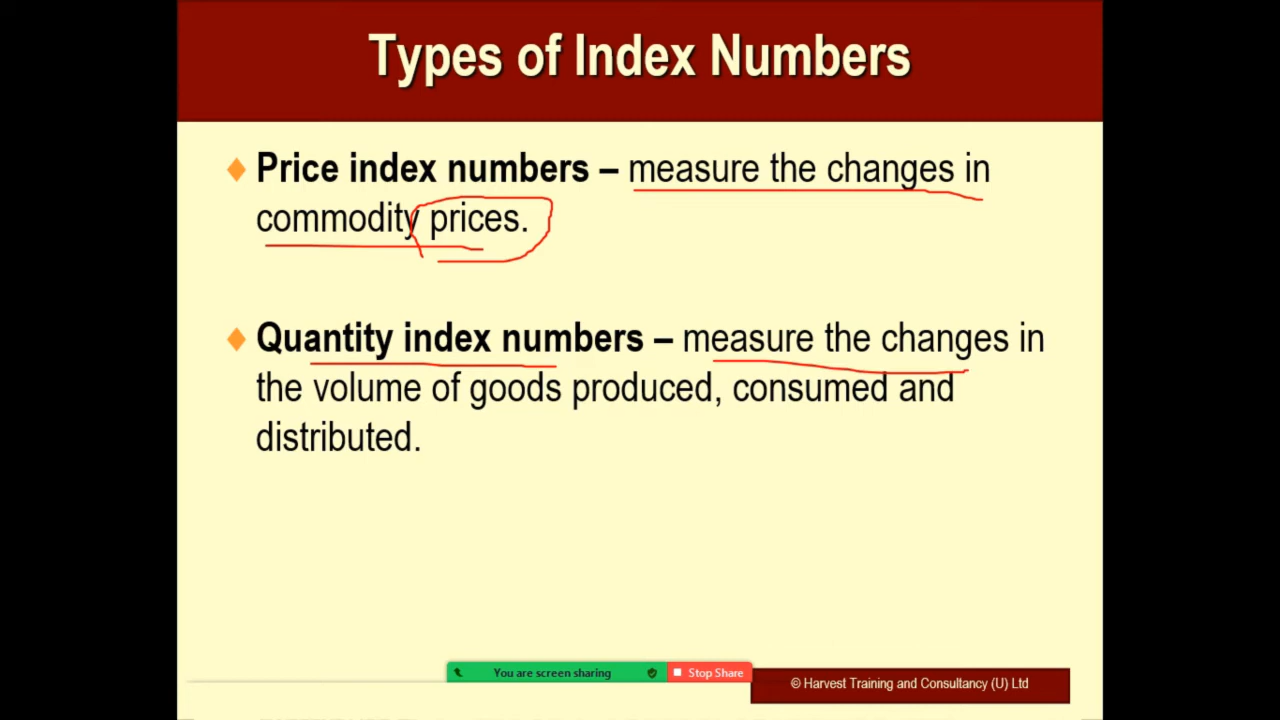 Types of Index Numbers
Price index numbers – measure the changes in
commodity prices.
Quantity index numbers – measure the changes in
the volume of goods produced, consumed and
distributed.
You are screen sharing
Stop Share
© Harvest Training and Consultancy (U) Ltd